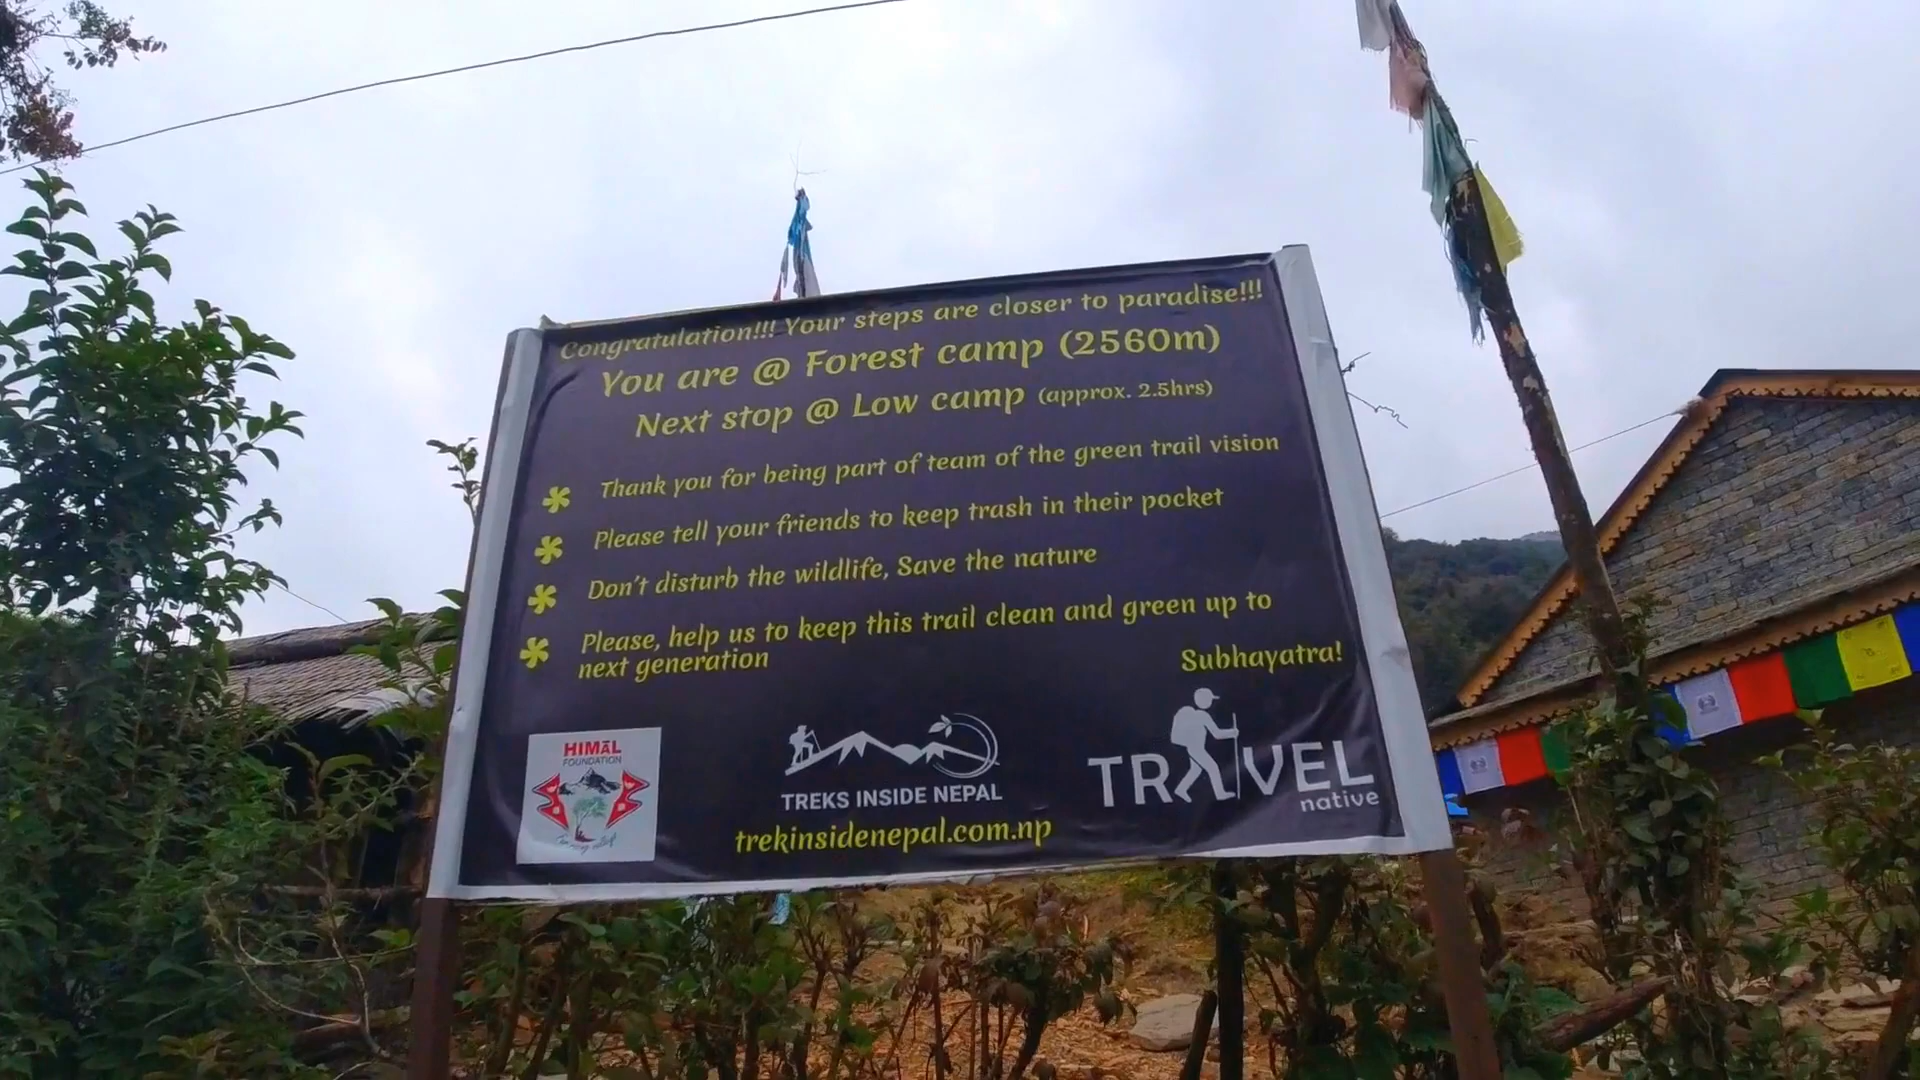 Congratulation!!! Your steps are closer to paradise!!!
You are @ Forest camp (2560m)
Next stop @ Low camp (approx. 2.5hrs)
Thank you for being part of team of the green trail vision
Please tell your friends to keep trash in their pocket
Don't disturb the wildlife, Save the nature
Please, help us to keep this trail clean and green up to
next generation
Subhayatra!
HIMāL
FOUNDATION
TREKS INSIDE NEPAL
TRAVEL
native
trekinsidenepal.com.np